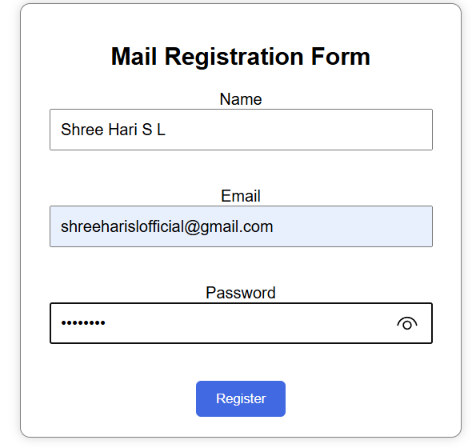 Mail Registration Form
Name
Shree Hari S L
Email
shreeharislofficial@gmail.com
Password
••••••••
Register